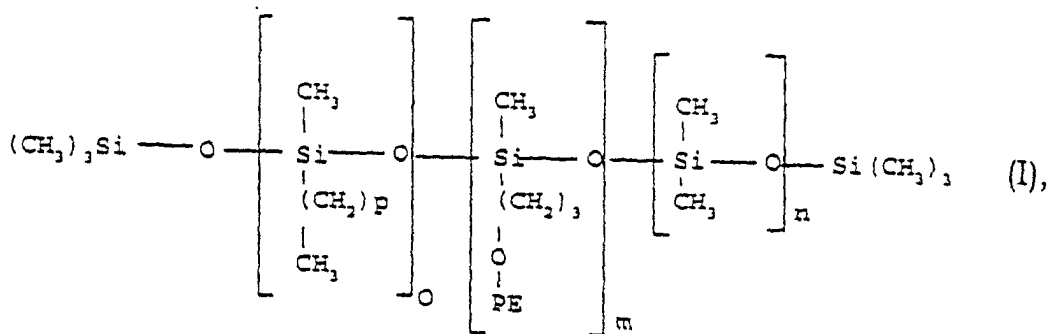 CH₃ CH₃ CH₃
(CH₃)₃Si — O — Si — O — Si — O — Si — O — Si(CH₃)₃ (I),
(CH₂)p (CH₂)₃ CH₃
n
CH₃ O
O PE
m